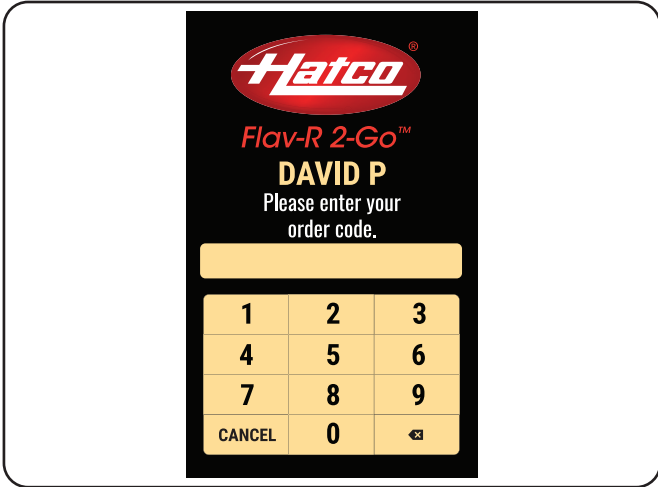 Hatco®
Flav-R 2-Go™
DAVID P
Please enter your
order code.
1 2 3
4 5 6
7 8 9
CANCEL 0